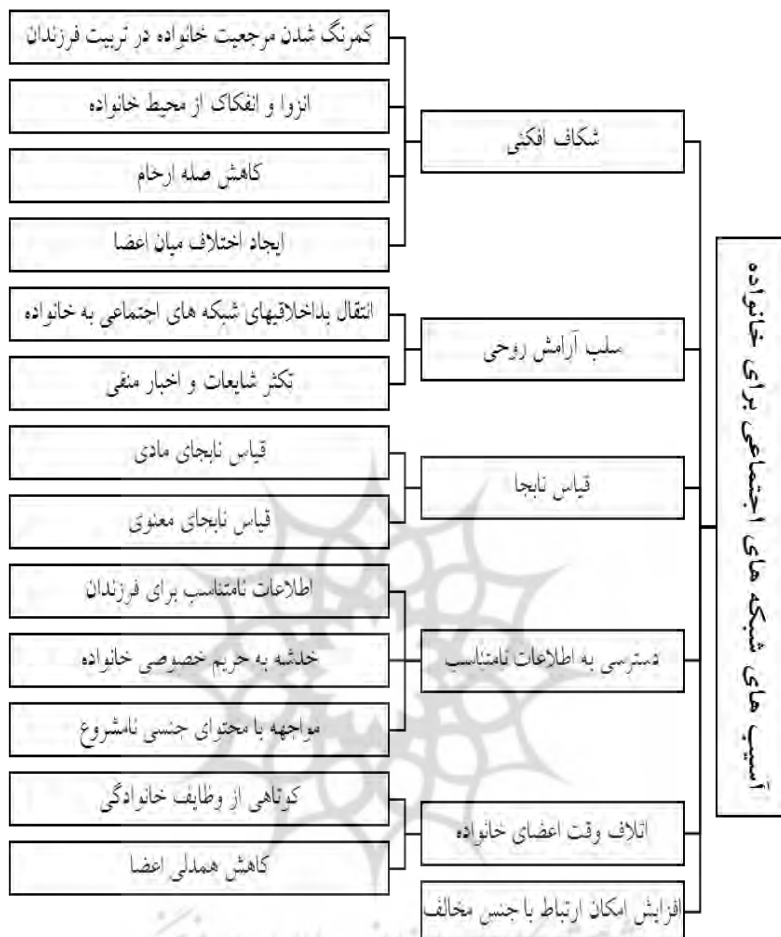 آسیب های شبکه های اجتماعی برای خانواده
شکاف افکنی
کمرنگ شدن مرجعیت خانواده در تربیت فرزندان
انزوا و انفکاک از محیط خانواده
کاهش صله ارحام
ایجاد اختلاف میان اعضا
سلب آرامش روحی
انتقال بداخلاقیهای شبکه های اجتماعی به خانواده
تکثر شایعات و اخبار منفی
قیاس نابجا
قیاس نابجای مادی
قیاس نابجای معنوی
دسترسی به اطلاعات نامتناسب
اطلاعات نامتناسب برای فرزندان
خدشه به حریم خصوصی خانواده
مواجهه با محتوای جنسی نامشروع
اتلاف وقت اعضای خانواده
کوتاهی از وظایف خانوادگی
کاهش همدلی اعضا
افزایش امکان ارتباط با جنس مخالف